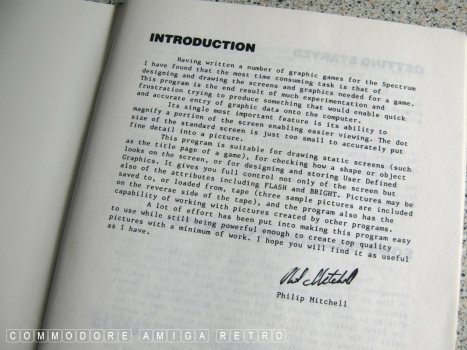 INTRODUCTION
Having written a number of graphic games for the Spectrum
I have found that the most time consuming task is that of
designing and drawing the screens and graphics needed for a game.
This program is the end result of much experimentation and
frustration trying to produce something that would enable quick
and accurate entry of graphic data onto the computer.
Its single most important feature is its ability to
magnify a portion of the screen enabling easier viewing. The dot
size of the standard screen is just too small to accurately put
fine detail into a picture.
This program is suitable for drawing static screens (such
as the title page of a game), for checking how a shape or object
looks on the screen, or for designing and storing User Defined
Graphics. It gives you full control not only of the screen but
also of the attributes including FLASH and BRIGHT. Pictures may be
saved to, or loaded from, tape (three sample pictures are included
on the reverse side of the tape), and the program also has the
capability of working with pictures created by other programs.
A lot of effort has been put into making this program easy
to use while still being powerful enough to create top quality
pictures with a minimum of work. I hope you will find it as useful
as I have.
Phil Mitchell
Philip Mitchell
COMMODORE AMIGA RETRO